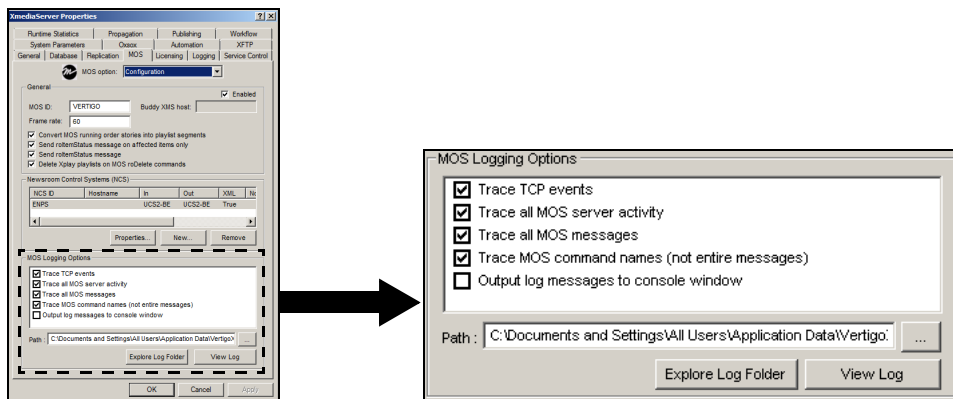 XmediaServer Properties
Runtime Statistics Propagation Publishing Workflow
System Parameters Oxsox Automation XFTP
General Database Replication MOS Licensing Logging Service Control
MOS option: Configuration
General
Enabled
MOS ID: VERTIGO Buddy XMS host:
Frame rate: 60
Convert MOS running order stories into playlist segments
Send roItemStatus message on affected items only
Send roItemStatus message
Delete Xplay playlists on MOS roDelete commands
Newsroom Control Systems (NCS)
NCS ID Hostname In Out XML
ENPS UCS2-BE UCS2-BE True
Properties... New... Remove
MOS Logging Options
Trace TCP events
Trace all MOS server activity
Trace all MOS messages
Trace MOS command names (not entire messages)
Output log messages to console window
Path : C:\Documents and Settings\All Users\Application Data\Vertigo ...
Explore Log Folder View Log
OK Cancel Apply
MOS Logging Options
Trace TCP events
Trace all MOS server activity
Trace all MOS messages
Trace MOS command names (not entire messages)
Output log messages to console window
Path : C:\Documents and Settings\All Users\Application Data\Vertigo: ...
Explore Log Folder View Log